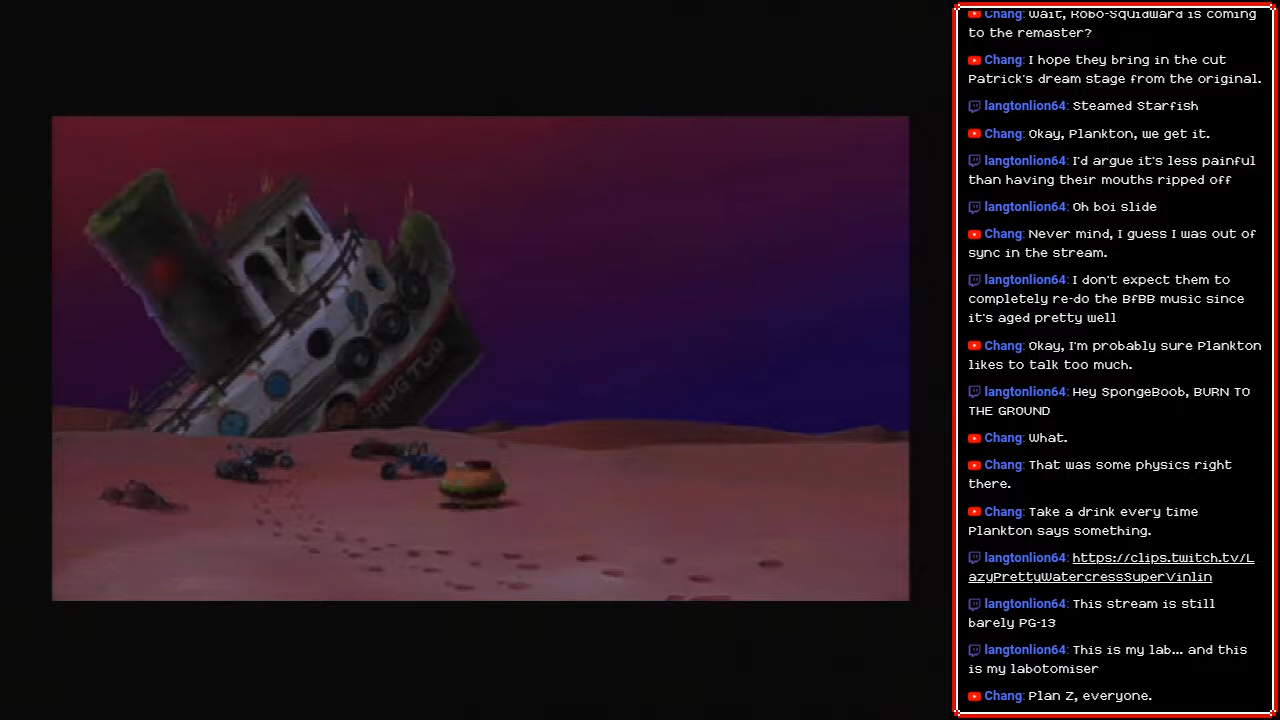 Chang: Wait, Robo-Squidward is coming
to the remaster?
Chang: I hope they bring in the cut
Patrick's dream stage from the original.
langtonlion64: Steamed Starfish
Chang: Okay, Plankton, we get it.
langtonlion64: I'd argue it's less painful
than having their mouths ripped off
langtonlion64: Oh boi slide
Chang: Never mind, I guess I was out of
sync in the stream.
langtonlion64: I don't expect them to
completely re-do the BfBB music since
it's aged pretty well
Chang: Okay, I'm probably sure Plankton
likes to talk too much.
langtonlion64: Hey SpongeBoob, BURN TO
THE GROUND
Chang: What.
Chang: That was some physics right
there.
Chang: Take a drink every time
Plankton says something.
langtonlion64: https://clips.twitch.tv/L
azyPrettyWatercressSuperVinlin
langtonlion64: This stream is still
barely PG-13
langtonlion64: This is my lab... and this
is my labotomiser
Chang: Plan Z, everyone.